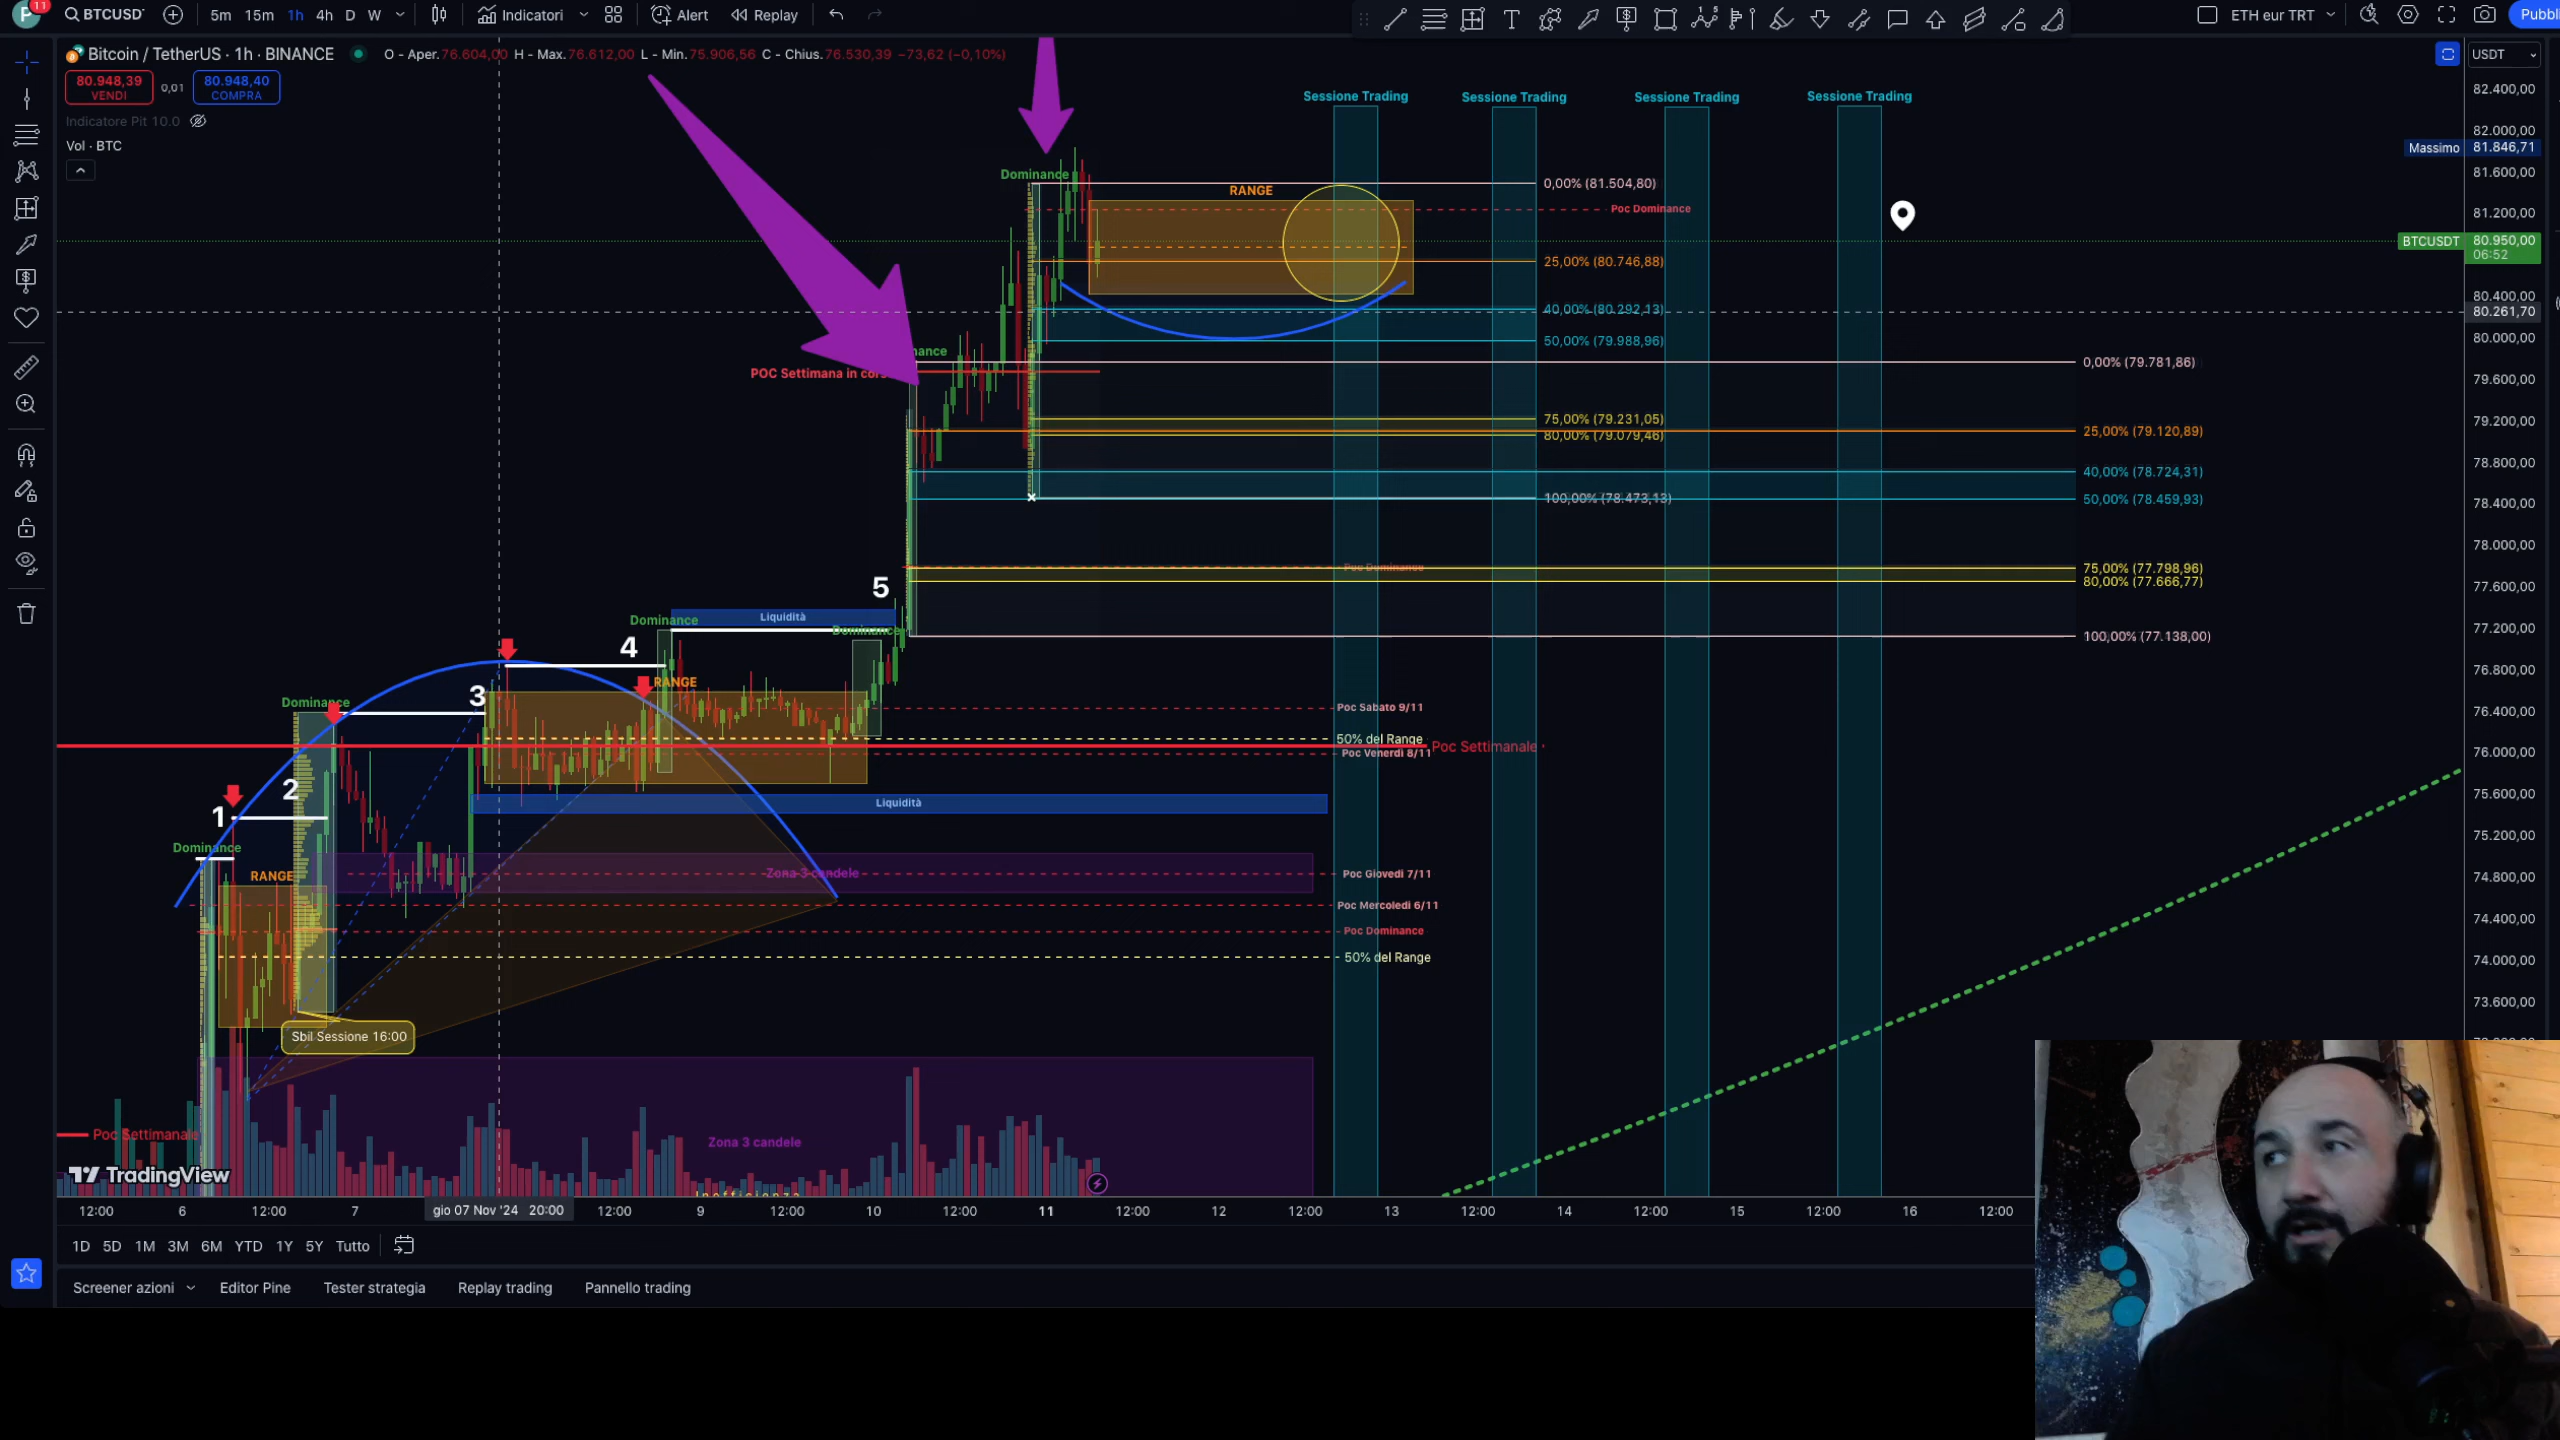 P 11 BTCUSDT 5m 15m 1h 4h D W Indicatori Alert Replay ETH eur TRT
Bitcoin / TetherUS · 1h · BINANCE O - Aper.76.604,00 H - Max.76.612,00 L - Min.75.906,56 C - Chius.76.530,39 −73,62 (−0,10%) USDT
80.948,39 VENDI 0,01 80.948,40 COMPRA
Indicatore Pit 10.0
Vol · BTC
Sessione Trading Sessione Trading Sessione Trading Sessione Trading
82.400,00
82.000,00
Massimo 81.846,71
81.600,00
Dominance
0,00% (81.504,80)
RANGE
Poc Dominance
81.200,00
BTCUSDT 80.950,00
06:52
25,00% (80.746,88)
80.400,00
40,00% (80.292,13)
80.261,70
50,00% (79.988,96)
80.000,00
0,00% (79.781,86)
79.600,00
75,00% (79.231,05)
80,00% (79.079,46)
79.200,00
25,00% (79.120,89)
78.800,00
40,00% (78.724,31)
100,00% (78.473,13)
50,00% (78.459,93)
78.400,00
78.000,00
Poc Dominance
75,00% (77.798,96)
80,00% (77.666,77)
77.600,00
5
Liquidità
Dominance
Dominance
77.200,00
100,00% (77.138,00)
4
RANGE
76.800,00
3
Dominance
Poc Sabato 9/11
76.400,00
50% del Range
Poc Settimanale
Poc Venerdi 8/11
76.000,00
2
75.600,00
Liquidità
1
75.200,00
Dominance
RANGE
Zona 3 candele
Poc Giovedi 7/11
74.800,00
Poc Mercoledi 6/11
74.400,00
Poc Dominance
50% del Range
74.000,00
73.600,00
Sbil Sessione 16:00
Poc Settimanale
Zona 3 candele
TradingView
12:00 6 12:00 7 gio 07 Nov '24 20:00 12:00 9 12:00 10 12:00 11 12:00 12 12:00 13 12:00 14 12:00 15 12:00 16 12:00
1D 5D 1M 3M 6M YTD 1Y 5Y Tutto
Screener azioni Editor Pine Tester strategia Replay trading Pannello trading